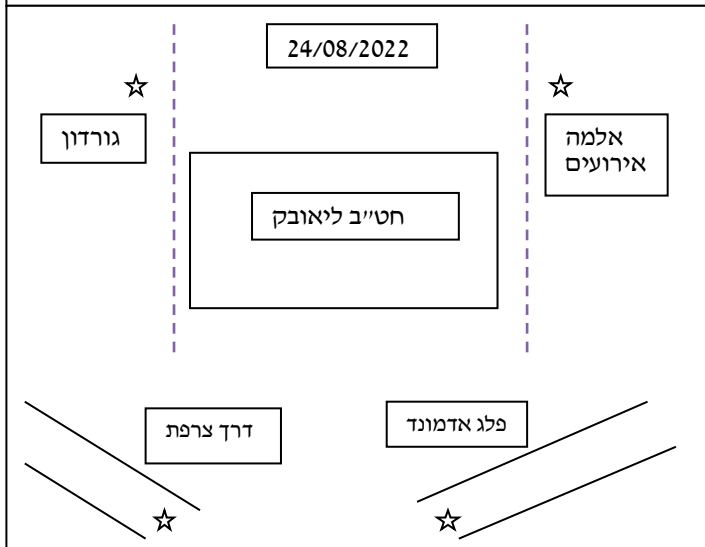 24/08/2022
אלמה
אירועים
גורדון
חט"ב ליאובק
פלג אדמונד
דרך צרפת